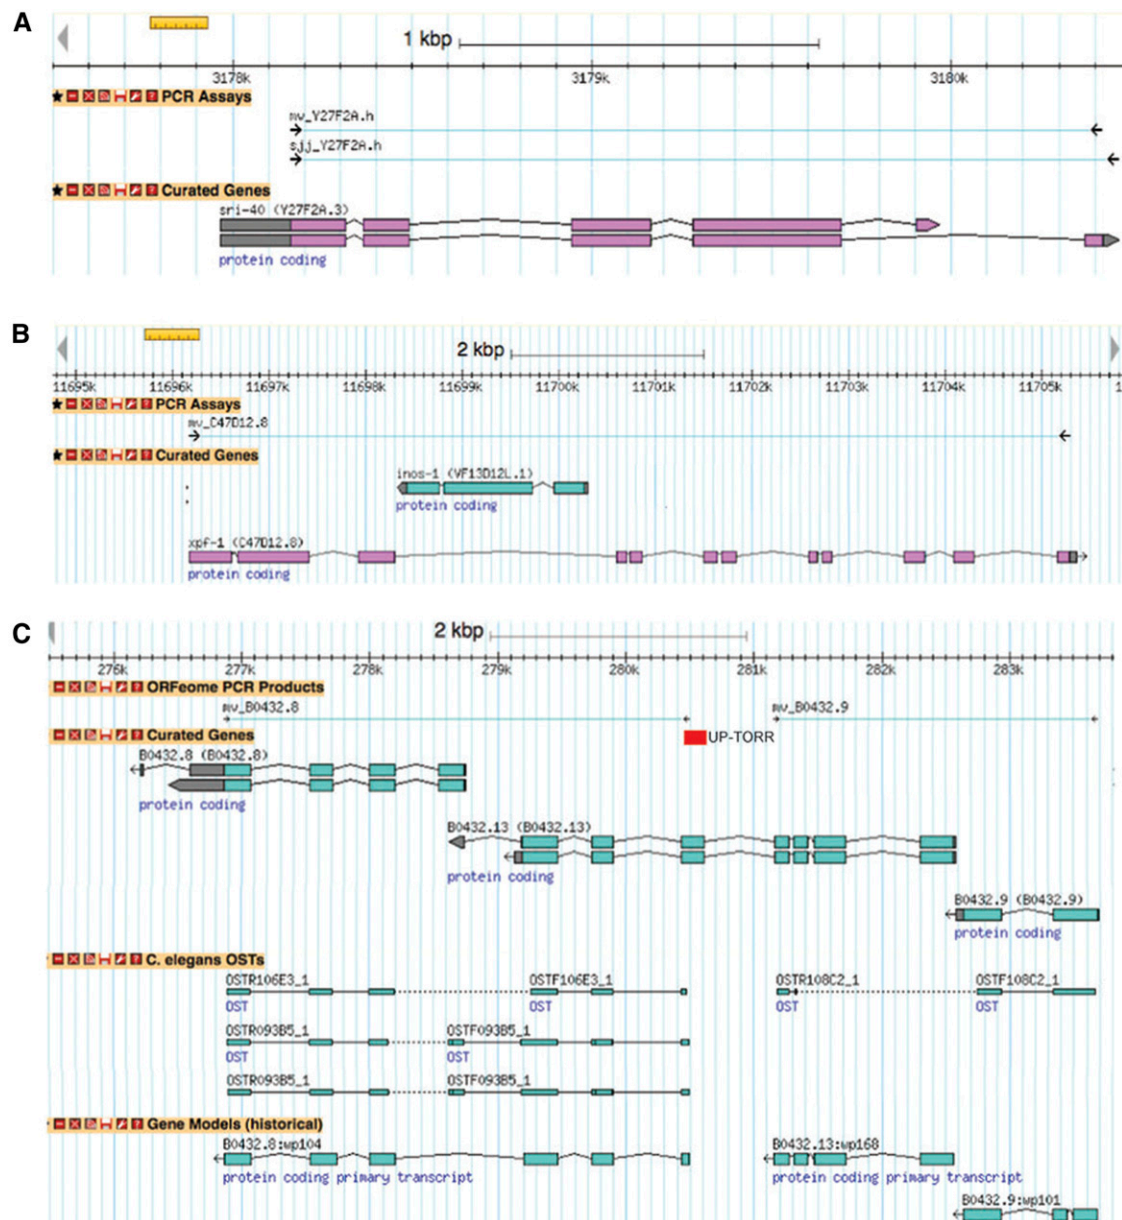 A
1 kbp
3178k 3179k 3180k
PCR Assays
mv_Y27F2A.h
sjj_Y27F2A.h
Curated Genes
sri-40 (Y27F2A.3)
protein coding
B
2 kbp
11695k 11696k 11697k 11698k 11699k 11700k 11701k 11702k 11703k 11704k 11705k 1
PCR Assays
mv_C47D12.8
Curated Genes
inos-1 (VF13D12L.1)
protein coding
xpf-1 (C47D12.8)
protein coding
C
2 kbp
276k 277k 278k 279k 280k 281k 282k 283k
ORFeome PCR Products
mv_B0432.8 mv_B0432.9
Curated Genes UP-TORR
B0432.8 (B0432.8)
protein coding
B0432.13 (B0432.13)
protein coding
B0432.9 (B0432.9)
protein coding
C. elegans OSTs
OSTR106E3_1 OSTF106E3_1 OSTR108C2_1 OSTF108C2_1
OST OST OST OST
OSTR093B5_1 OSTF093B5_1
OST OST
OSTR093B5_1 OSTF093B5_1
Gene Models (historical)
B0432.8:wp104 B0432.13:wp168
protein coding primary transcript protein coding primary transcript
B0432.9:wp101